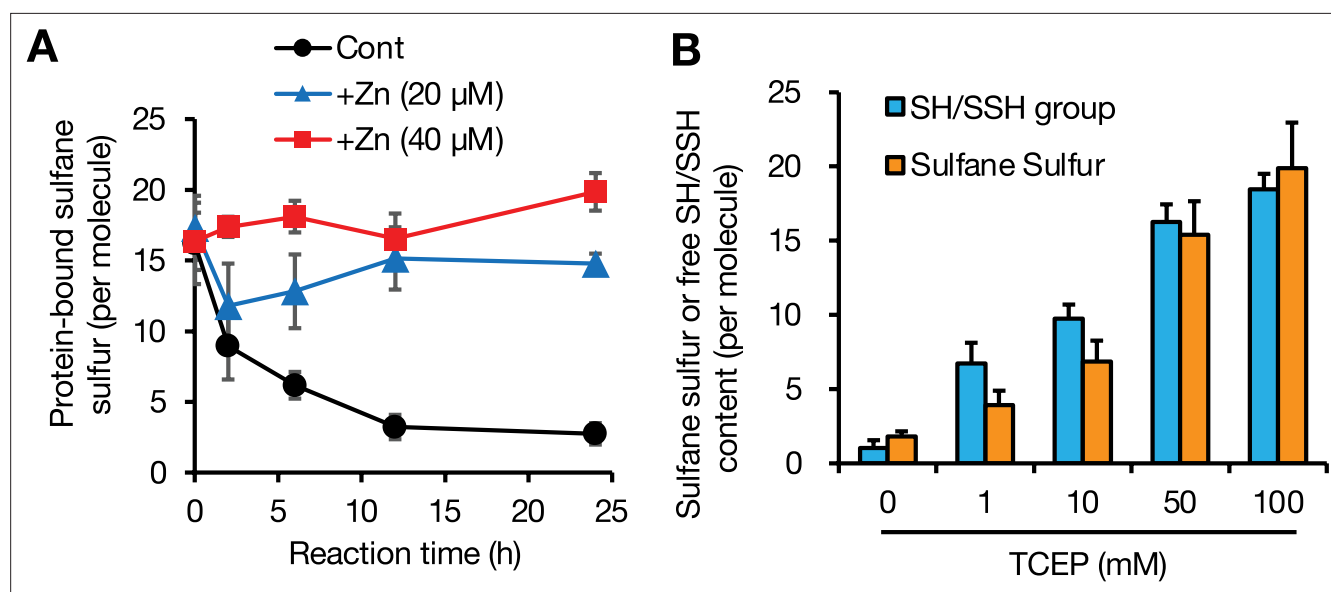 A
Cont
+Zn (20 µM)
+Zn (40 µM)
Protein-bound sulfane
sulfur (per molecule)
25
20
15
10
5
0
0 5 10 15 20 25
Reaction time (h)
B
SH/SSH group
Sulfane Sulfur
Sulfane sulfur or free SH/SSH
content (per molecule)
25
20
15
10
5
0
0 1 10 50 100
TCEP (mM)